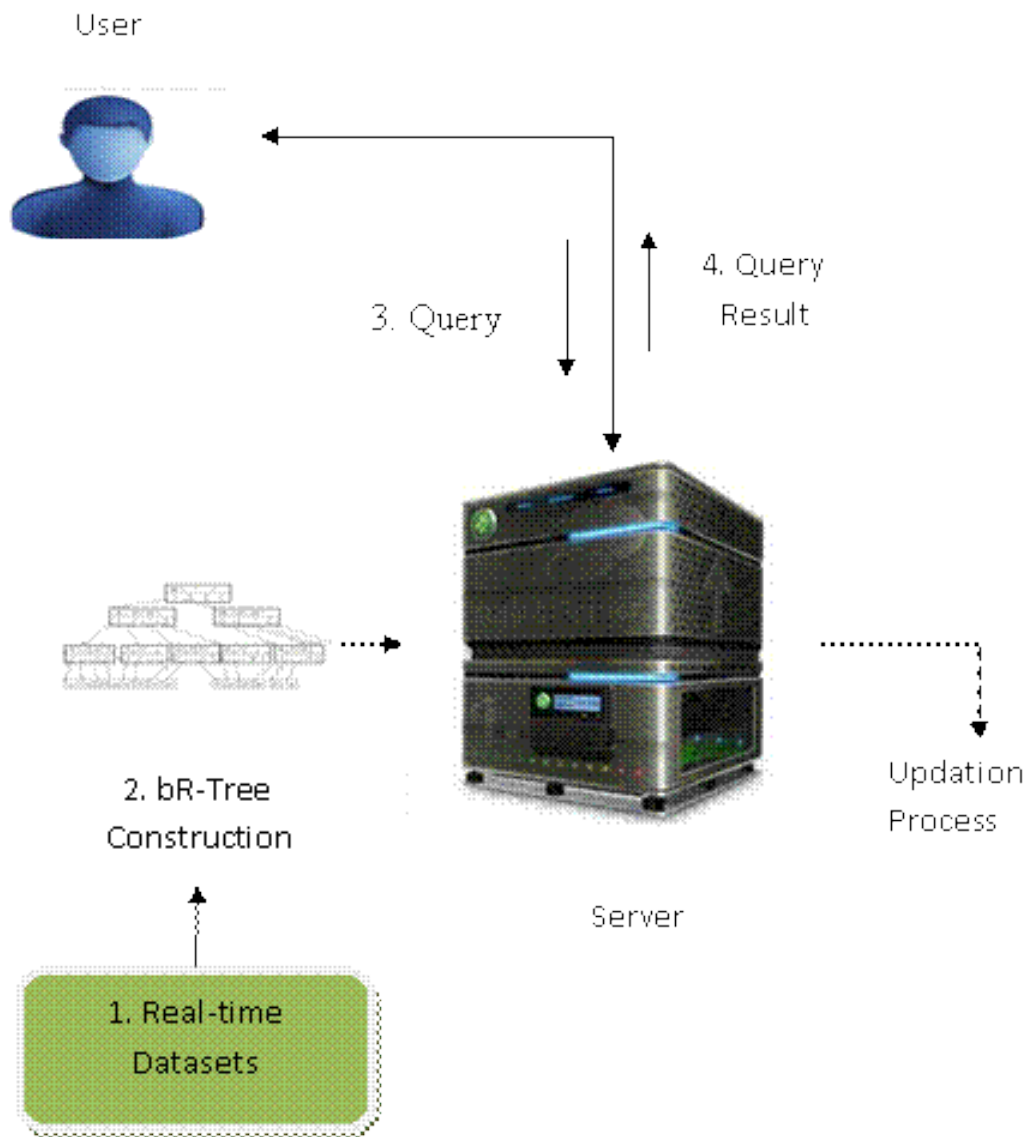 User
3. Query
4. Query
Result
2. bR-Tree
Construction
Updation
Process
Server
1. Real-time
Datasets